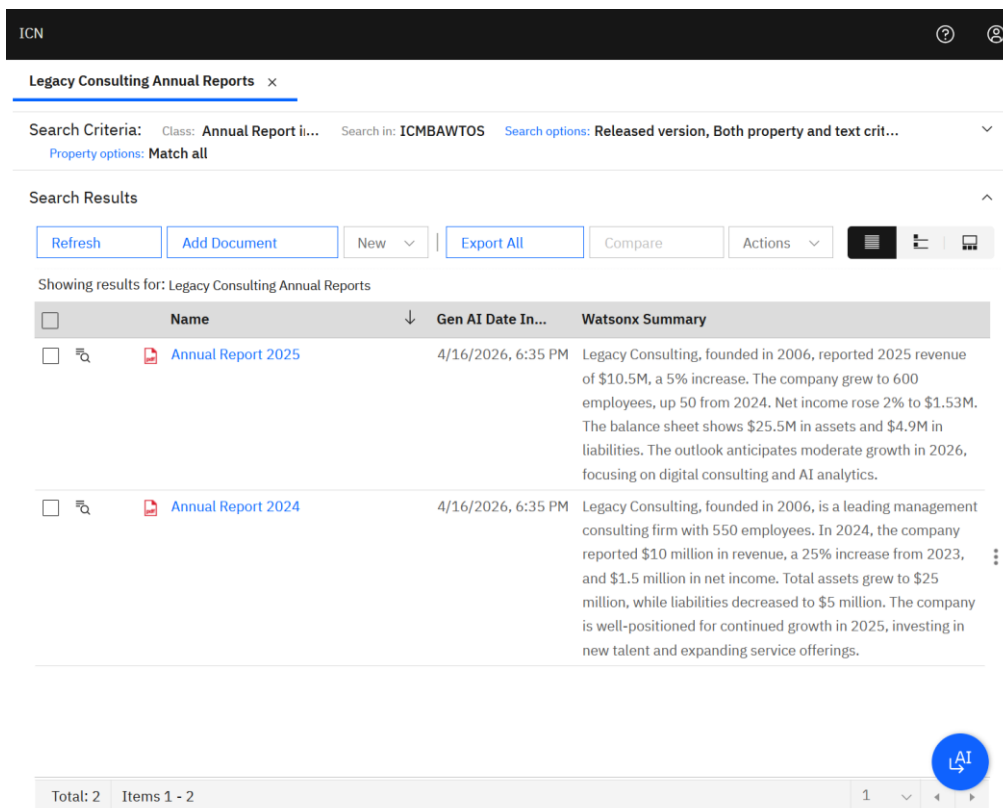 ICN
Legacy Consulting Annual Reports ×
Search Criteria: Class: Annual Report i... Search in: ICMBAWTOS Search options: Released version, Both property and text crit...
Property options: Match all
Search Results
Refresh Add Document New Export All Compare Actions
Showing results for: Legacy Consulting Annual Reports
Name Gen AI Date In... Watsonx Summary
Annual Report 2025 4/16/2026, 6:35 PM Legacy Consulting, founded in 2006, reported 2025 revenue
of $10.5M, a 5% increase. The company grew to 600
employees, up 50 from 2024. Net income rose 2% to $1.53M.
The balance sheet shows $25.5M in assets and $4.9M in
liabilities. The outlook anticipates moderate growth in 2026,
focusing on digital consulting and AI analytics.
Annual Report 2024 4/16/2026, 6:35 PM Legacy Consulting, founded in 2006, is a leading management
consulting firm with 550 employees. In 2024, the company
reported $10 million in revenue, a 25% increase from 2023,
and $1.5 million in net income. Total assets grew to $25
million, while liabilities decreased to $5 million. The company
is well-positioned for continued growth in 2025, investing in
new talent and expanding service offerings.
AI
Total: 2 Items 1 - 2 1